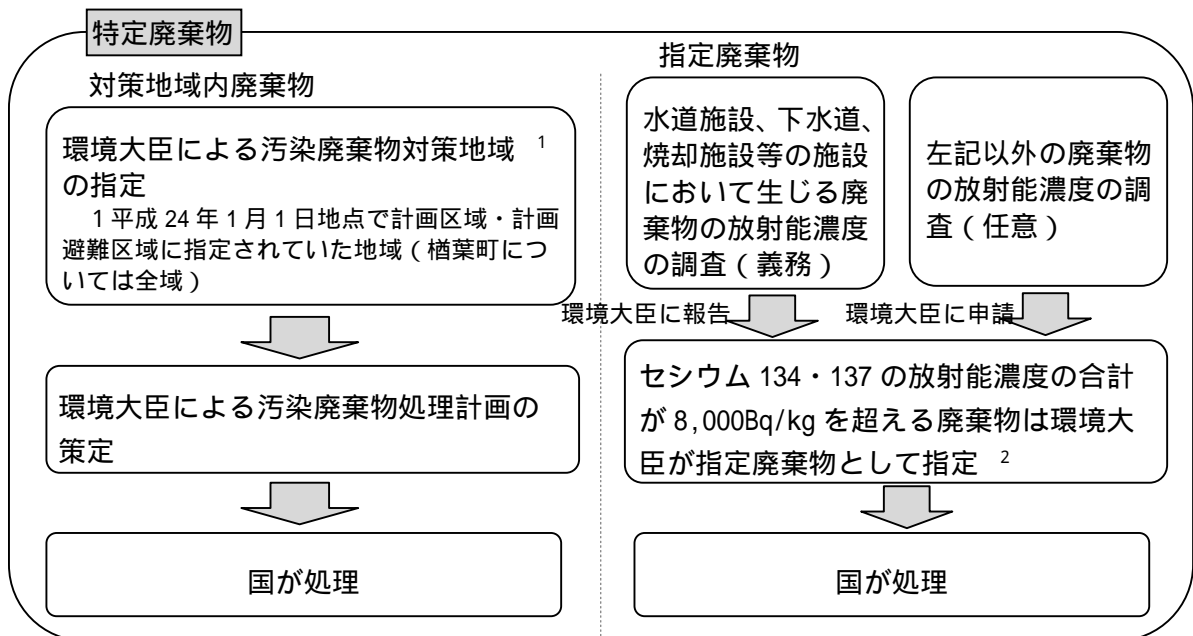 特定廃棄物
対策地域内廃棄物
環境大臣による汚染廃棄物対策地域 1
の指定
1 平成 24 年 1 月 1 日地点で計画区域・計画
避難区域に指定されていた地域(楢葉町につ
いては全域)
環境大臣による汚染廃棄物処理計画の
策定
国が処理
指定廃棄物
水道施設、下水道、
焼却施設等の施設
において生じる廃
棄物の放射能濃度
の調査(義務)
左記以外の廃棄物
の放射能濃度の調
査(任意)
環境大臣に報告
環境大臣に申請
セシウム 134・137 の放射能濃度の合計
が 8,000Bq/kg を超える廃棄物は環境大
臣が指定廃棄物として指定 2
国が処理